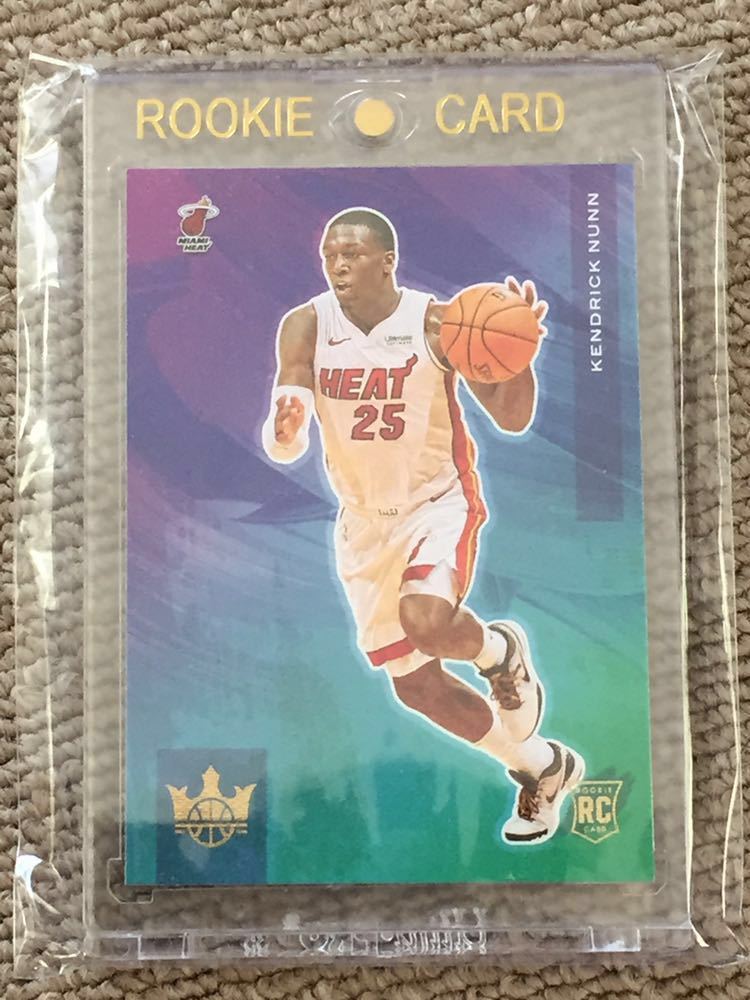 ROOKIE CARD
MIAMI
HEAT
KENDRICK NUNN
HEAT
25
ROOKIE
RC
CARD